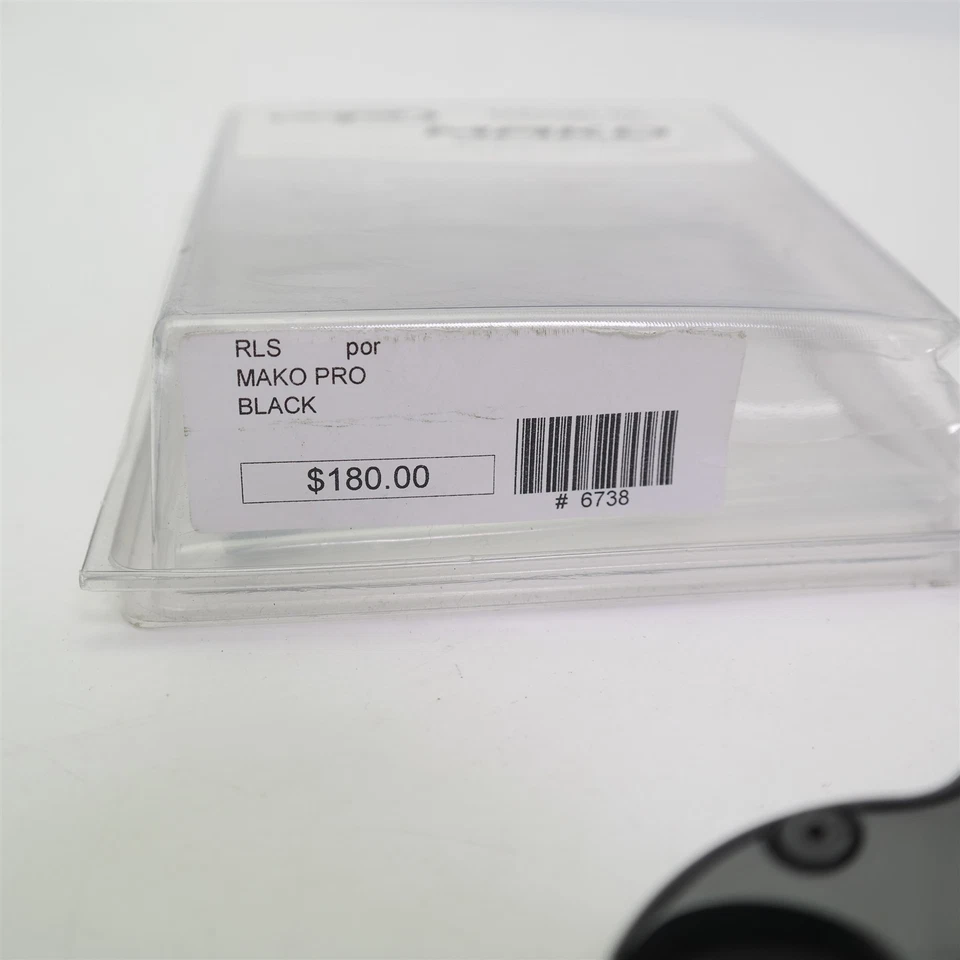 RLS por
MAKO PRO
BLACK
$180.00
# 6738